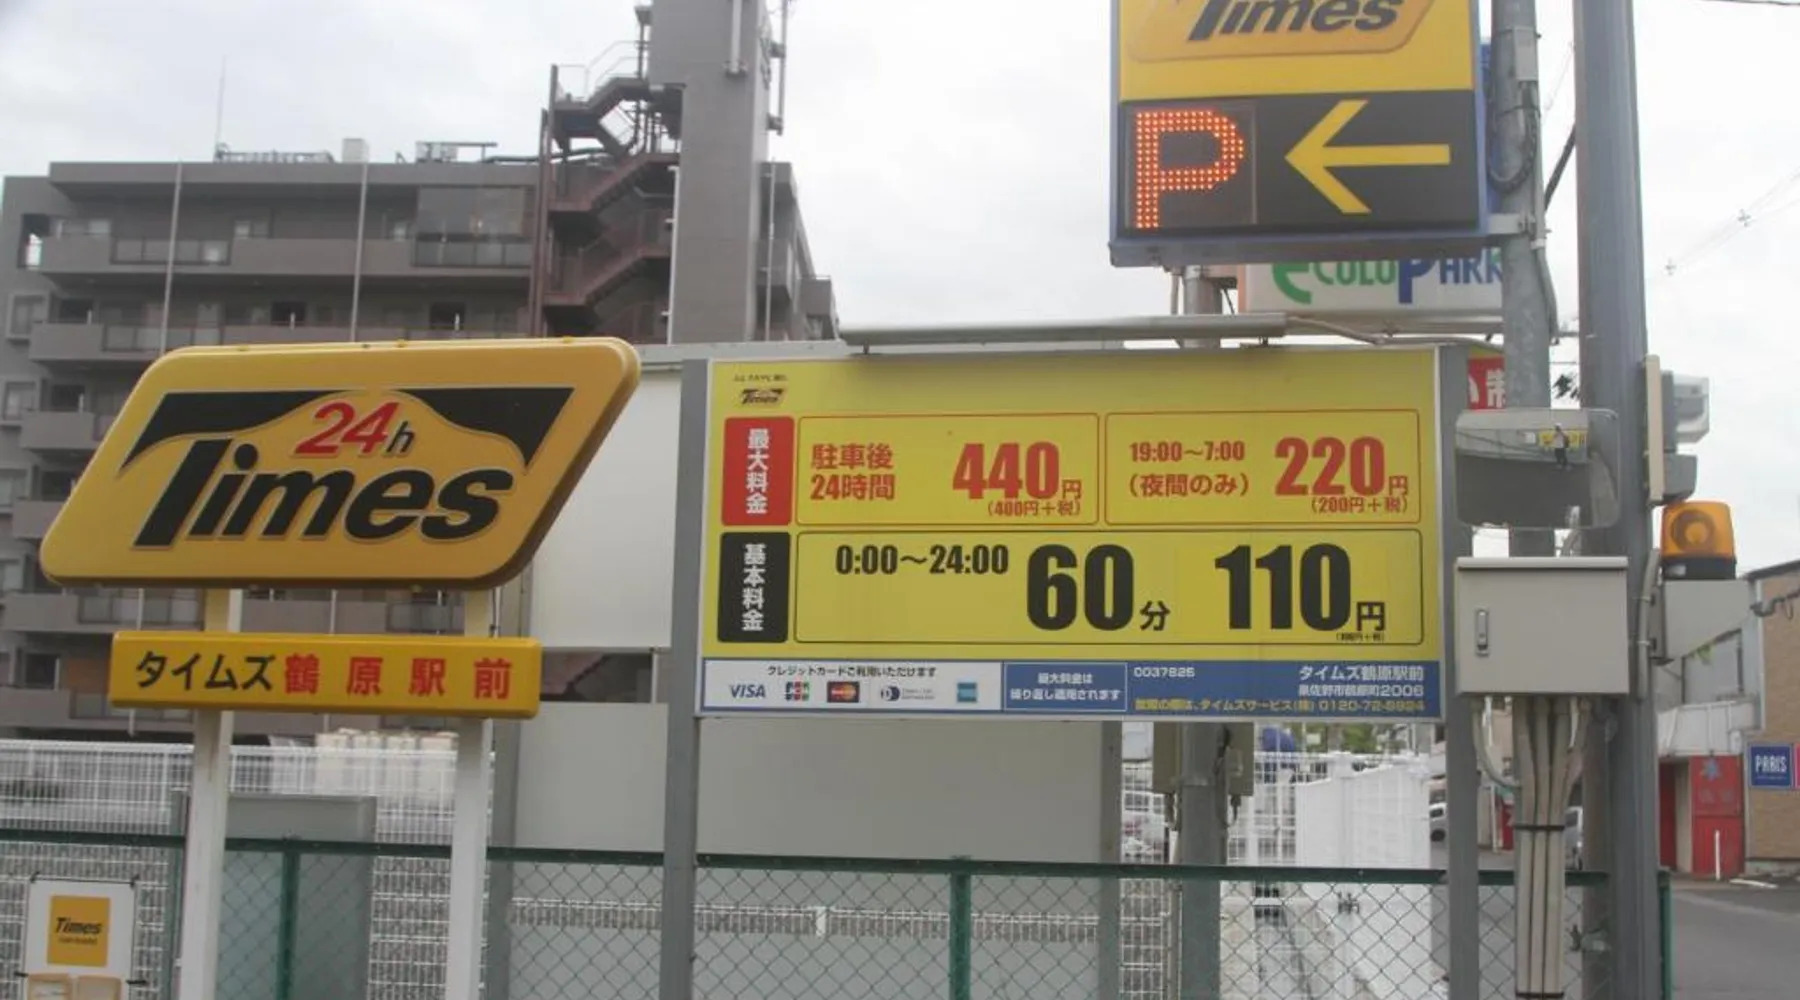 Times
P
ECOLOPARK
24h
Times
タイムズ鶴原駅前
Times
最大料金
駐車後
24時間
440円
(400円+税)
19:00~7:00
(夜間のみ)
220円
(200円+税)
基本料金
0:00~24:00 60分 110円
クレジットカードご利用いただけます
VISA JCB
最大料金は
繰り返し適用されます
0037825
タイムズ鶴原駅前
泉佐野市鶴原町2006
タイムズサービス(株) 0120-72-8924
Times
PARIS